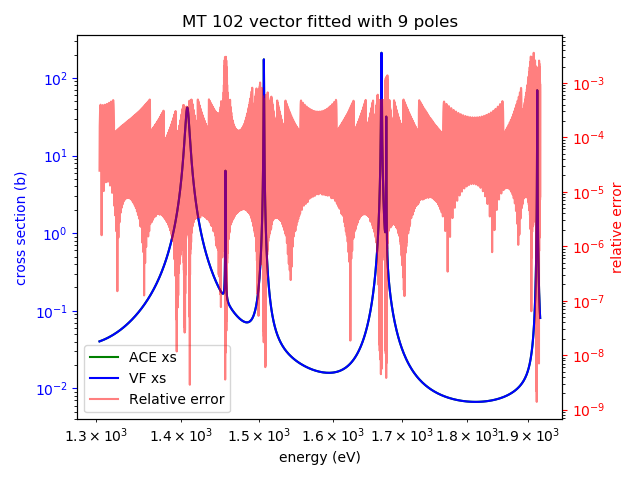 MT 102 vector fitted with 9 poles
10²
10¹
10⁰
10⁻¹
10⁻²
cross section (b)
10⁻³
10⁻⁴
10⁻⁵
10⁻⁶
10⁻⁷
10⁻⁸
10⁻⁹
relative error
ACE xs
VF xs
Relative error
1.3 × 10³ 1.4 × 10³ 1.5 × 10³ 1.6 × 10³ 1.7 × 10³ 1.8 × 10³ 1.9 × 10³
energy (eV)